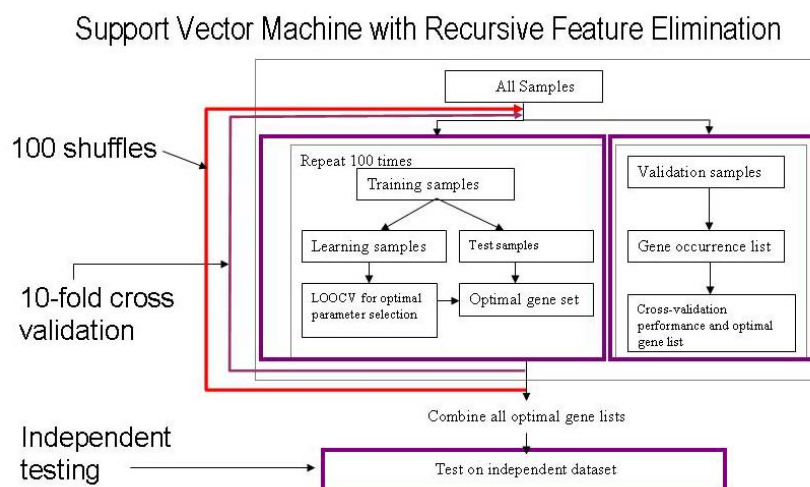 Support Vector Machine with Recursive Feature Elimination
All Samples
100 shuffles
Repeat 100 times
Training samples
Validation samples
Learning samples
Test samples
Gene occurrence list
10-fold cross
validation
LOOCV for optimal
parameter selection
Optimal gene set
Cross-validation
performance and optimal
gene list
Combine all optimal gene lists
Independent
testing
Test on independent dataset